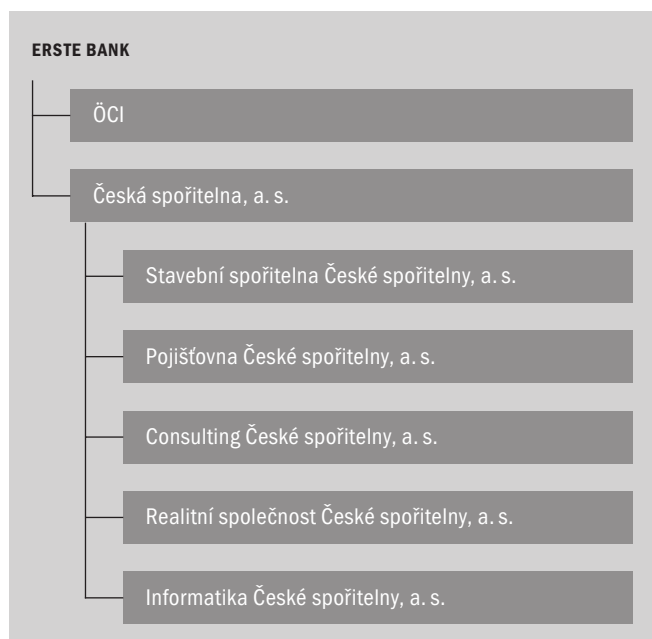 ERSTE BANK
ÖCI
Česká spořitelna, a. s.
Stavební spořitelna České spořitelny, a. s.
Pojišťovna České spořitelny, a. s.
Consulting České spořitelny, a. s.
Realitní společnost České spořitelny, a. s.
Informatika České spořitelny, a. s.